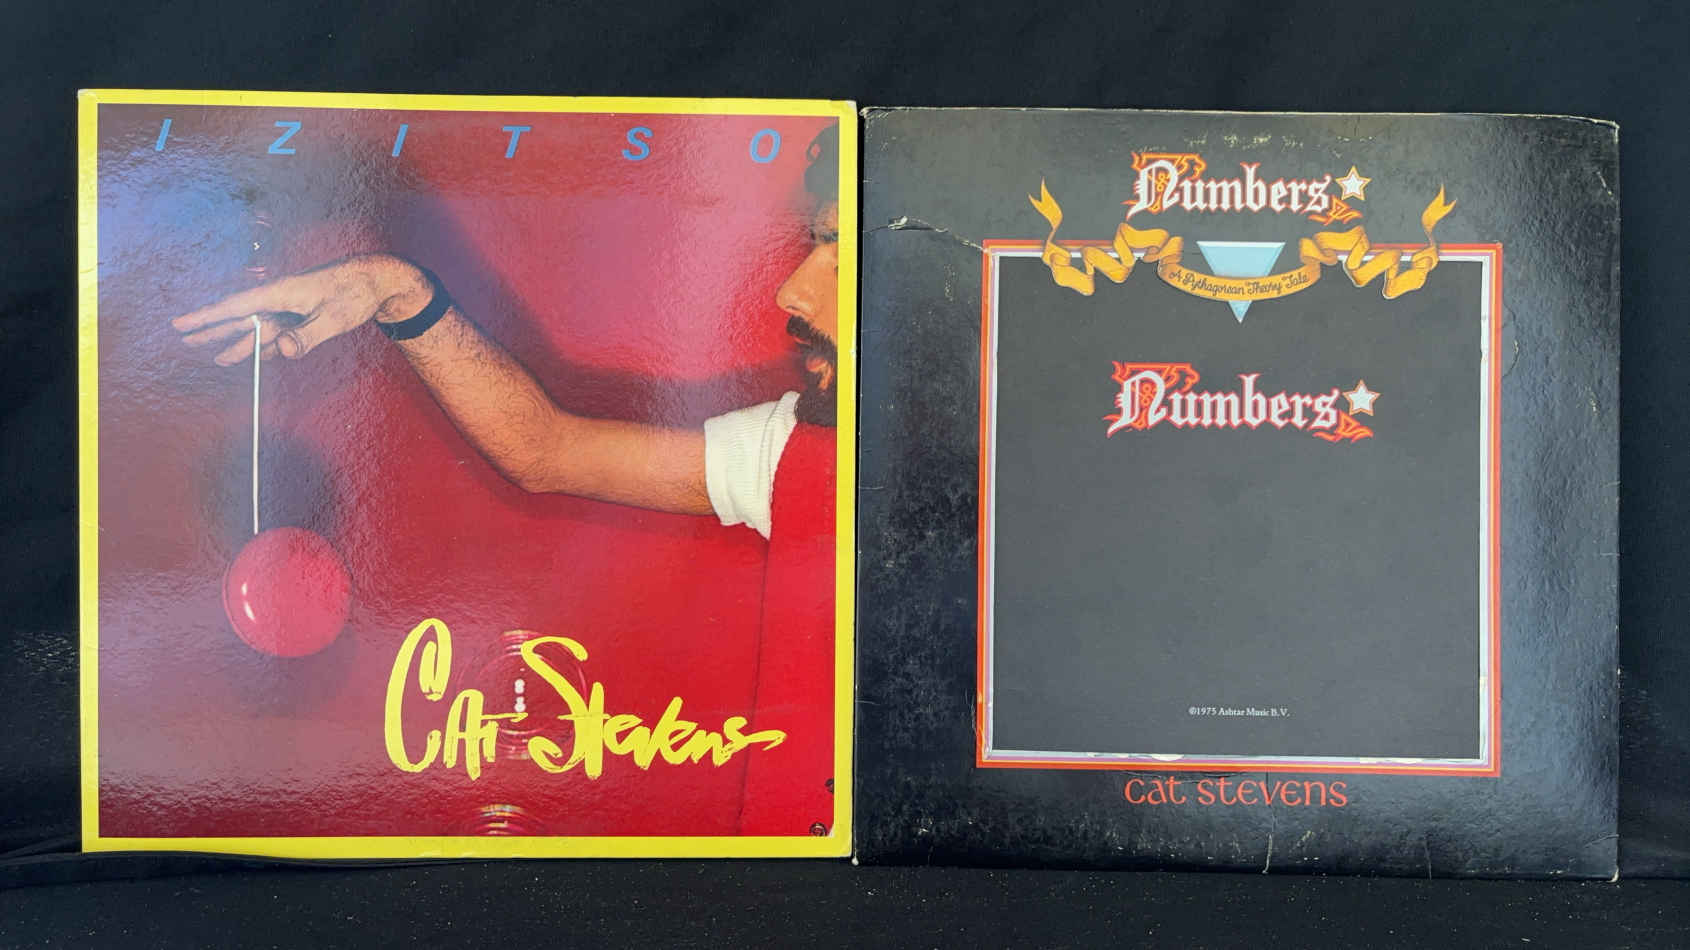 I Z I T S O
Cat Stevens
Numbers
A Pythagorean Theory Tale
Numbers
©1975 Ashtar Music B.V.
cat stevens